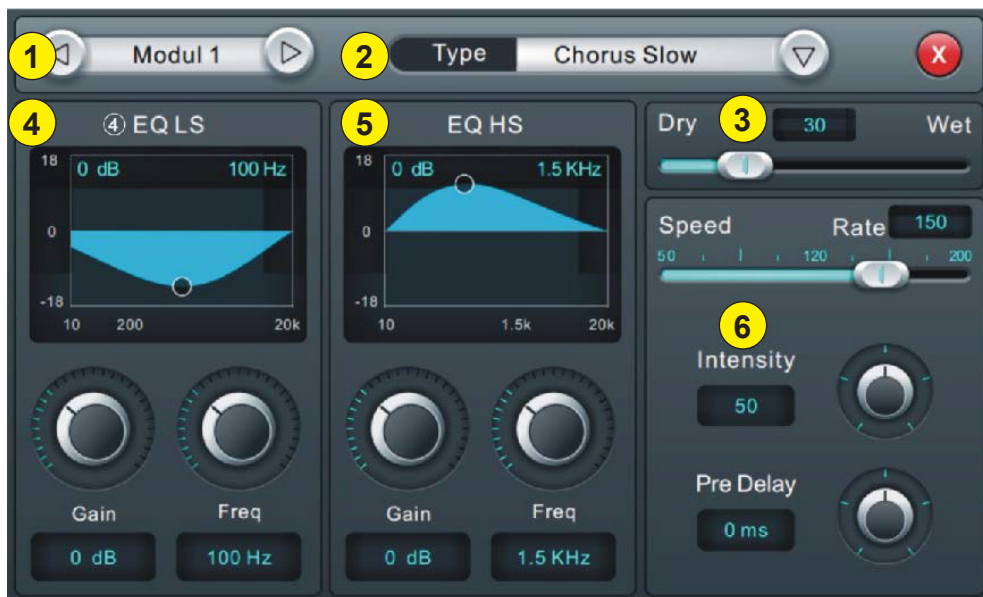 1 Modul 1
2 Type Chorus Slow
X
4 ④ EQ LS
18 0 dB 100 Hz
0
-18
10 200 20k
Gain Freq
0 dB 100 Hz
5 EQ HS
18 0 dB 1.5 KHz
0
-18
10 1.5k 20k
Gain Freq
0 dB 1.5 KHz
Dry 3 30 Wet
Speed Rate 150
50 120 200
6
Intensity
50
Pre Delay
0 ms